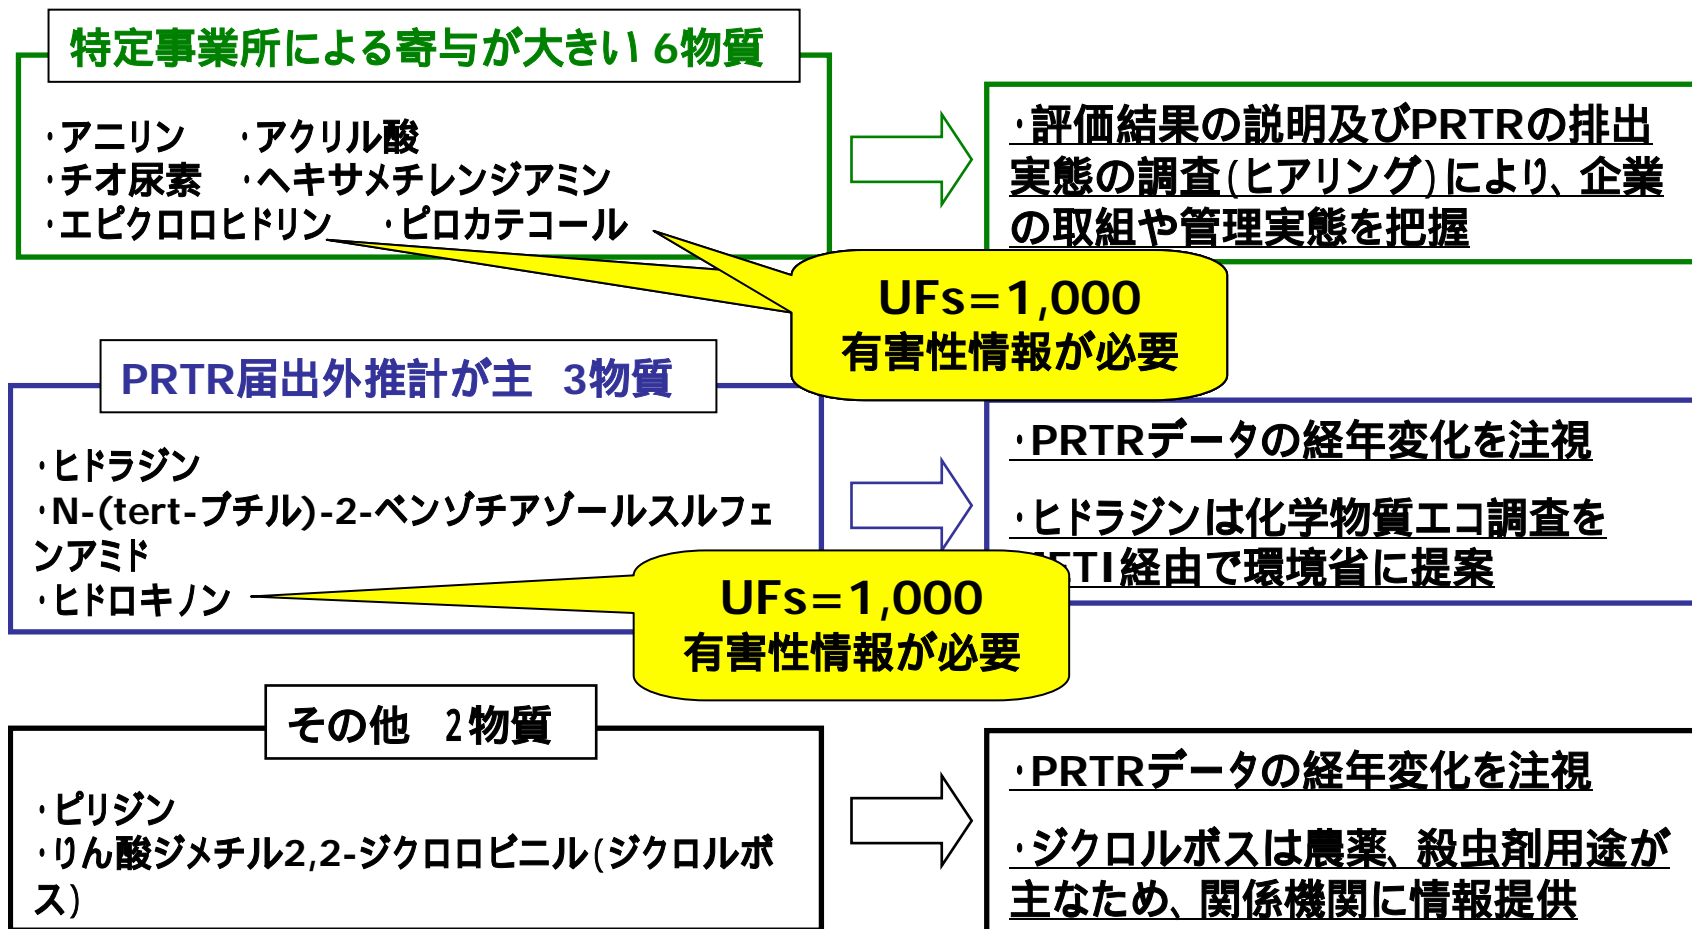 特定事業所による寄与が大きい 6物質
・アニリン ・アクリル酸
・チオ尿素 ・ヘキサメチレンジアミン
・エピクロロヒドリン ・ピロカテコール
・評価結果の説明及びPRTRの排出
実態の調査(ヒアリング)により、企業
の取組や管理実態を把握
UFs=1,000
有害性情報が必要
PRTR届出外推計が主 3物質
・ヒドラジン
・N-(tert-ブチル)-2-ベンゾチアゾールスルフェ
ンアミド
・ヒドロキノン
・PRTRデータの経年変化を注視
・ヒドラジンは化学物質エコ調査を
ETI経由で環境省に提案
UFs=1,000
有害性情報が必要
その他 2物質
・ピリジン
・りん酸ジメチル2,2-ジクロロビニル(ジクロルボ
ス)
・PRTRデータの経年変化を注視
・ジクロルボスは農薬、殺虫剤用途が
主なため、関係機関に情報提供